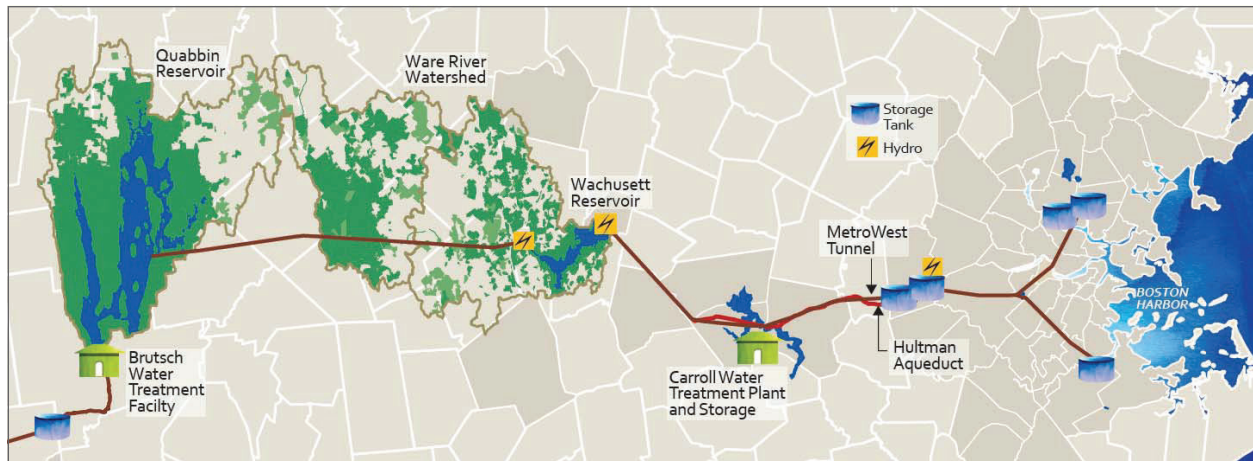 Quabbin
Reservoir
Ware River
Watershed
Storage
Tank
Hydro
Wachusett
Reservoir
MetroWest
Tunnel
BOSTON
HARBOR
Brutsch
Water
Treatment
Facilty
Carroll Water
Treatment Plant
and Storage
Hultman
Aqueduct